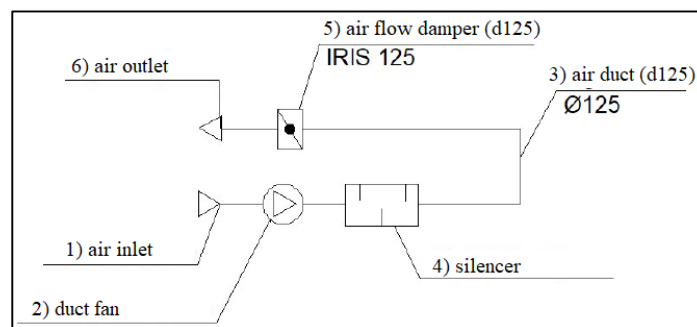 5) air flow damper (d125)
IRIS 125
6) air outlet
3) air duct (d125)
Ø125
1) air inlet
4) silencer
2) duct fan